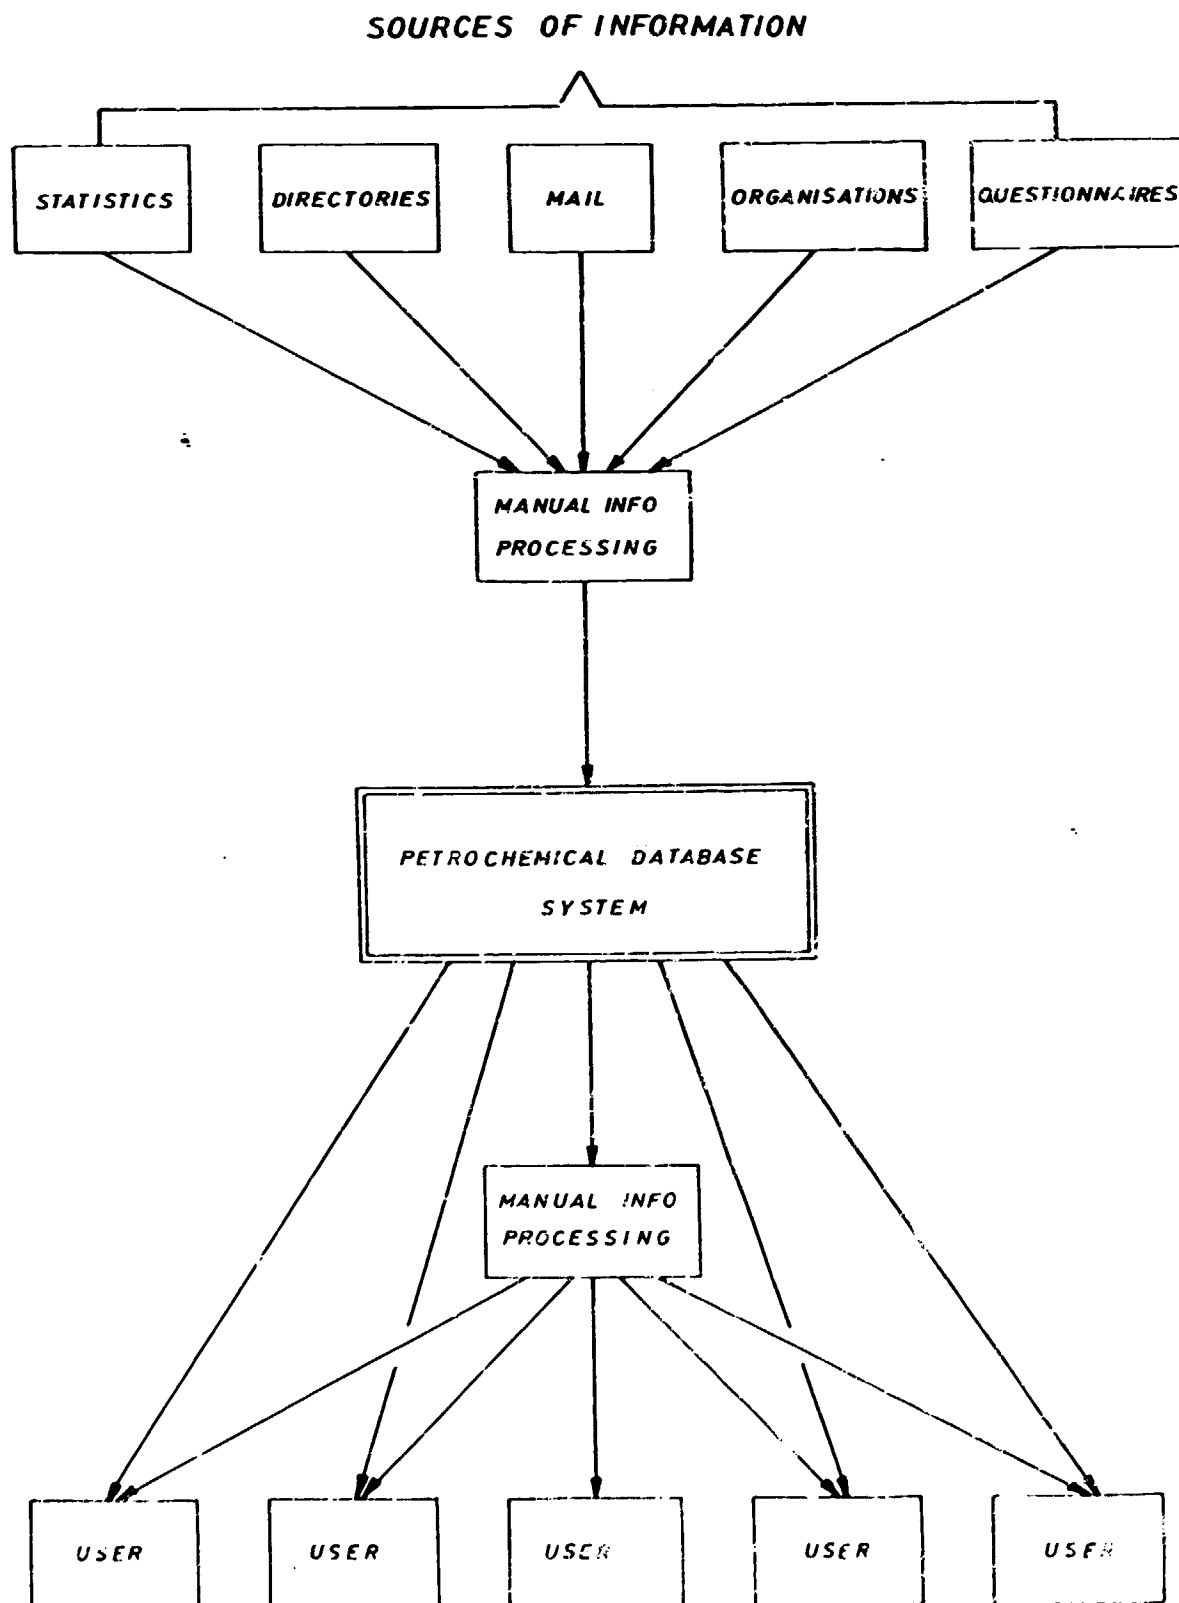 SOURCES OF INFORMATION
STATISTICS
DIRECTORIES
MAIL
ORGANISATIONS
QUESTIONNAIRES
MANUAL INFO
PROCESSING
PETROCHEMICAL DATABASE
SYSTEM
MANUAL INFO
PROCESSING
USER
USER
USER
USER
USER